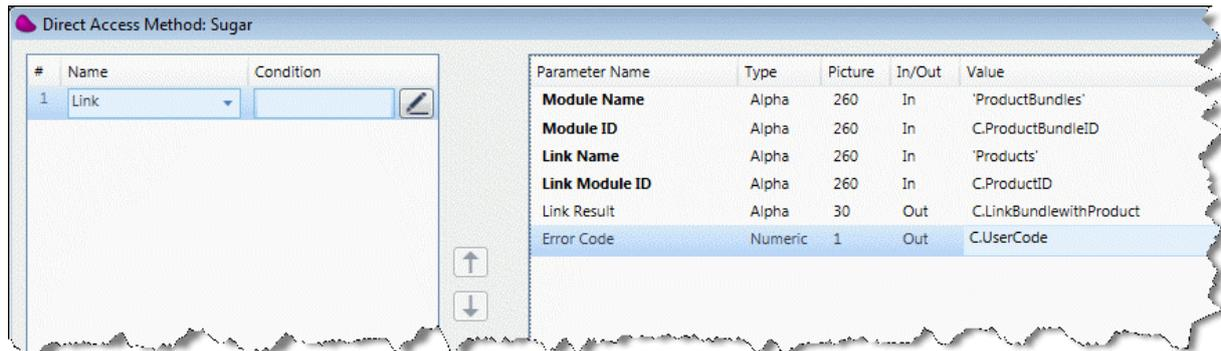 Direct Access Method: Sugar
# Name Condition
1 Link
Parameter Name Type Picture In/Out Value
Module Name Alpha 260 In 'ProductBundles'
Module ID Alpha 260 In C.ProductBundleID
Link Name Alpha 260 In 'Products'
Link Module ID Alpha 260 In C.ProductID
Link Result Alpha 30 Out C.LinkBundlewithProduct
Error Code Numeric 1 Out C.UserCode